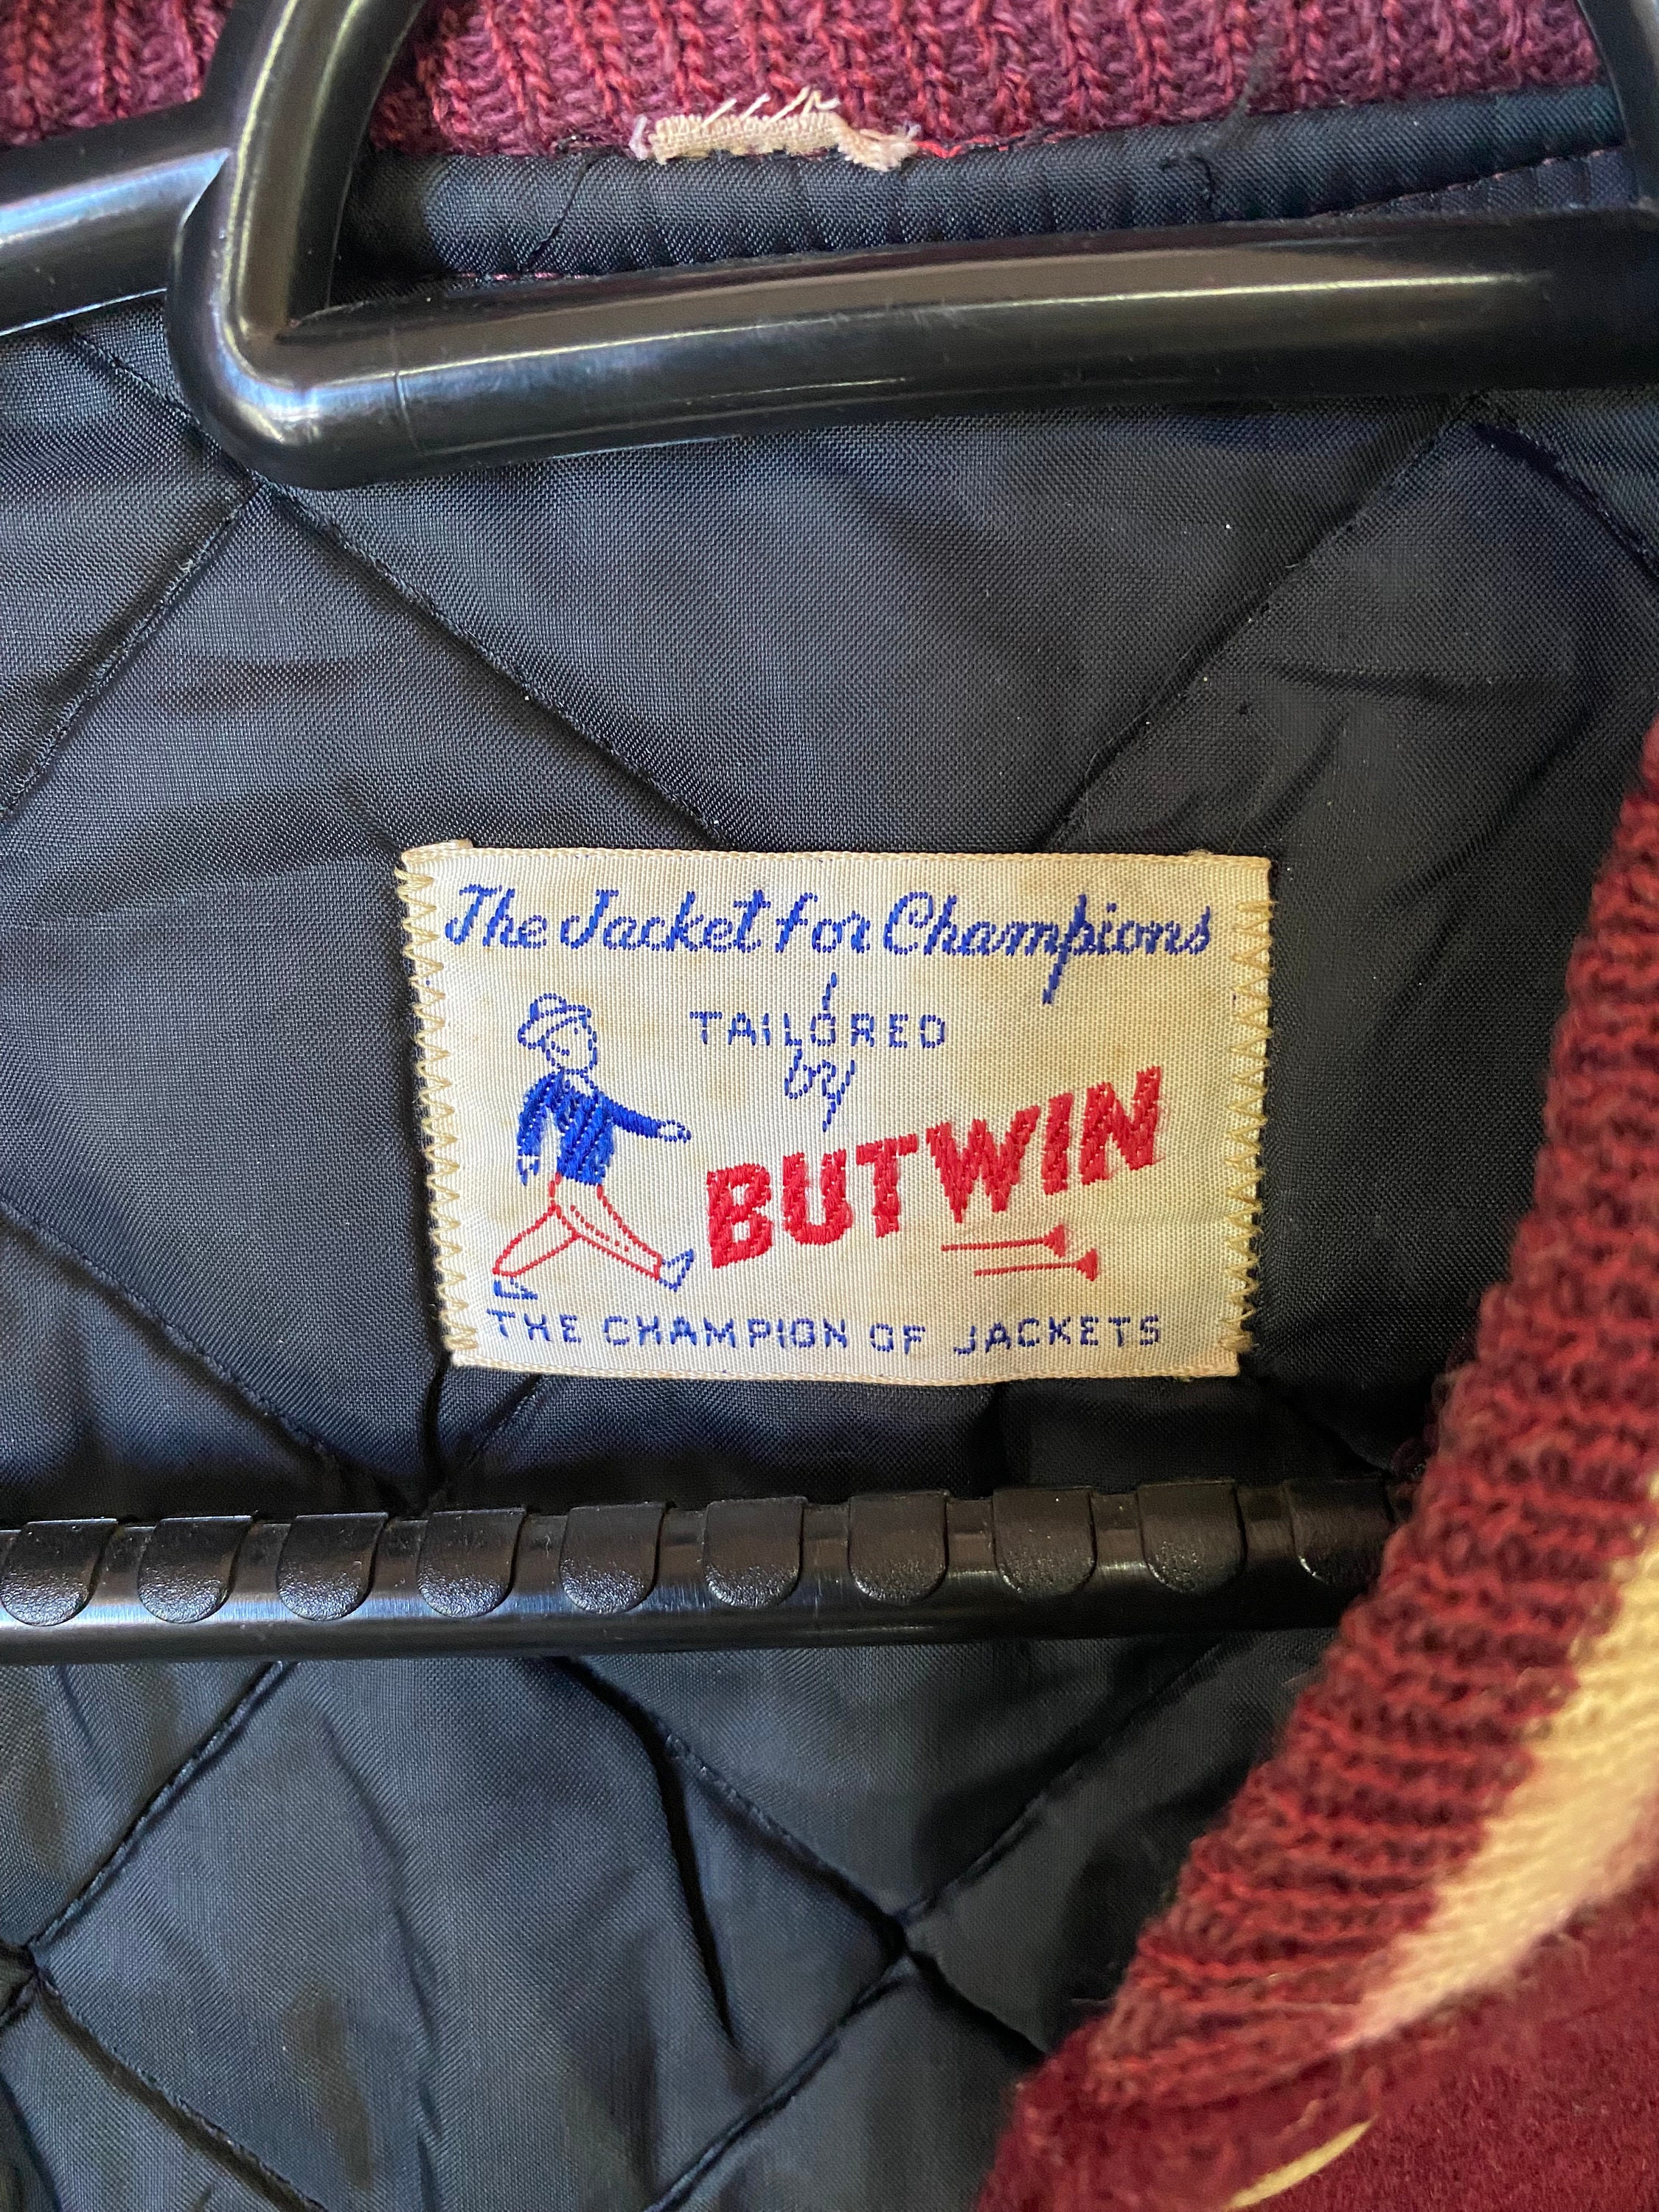 The Jacket for Champions
TAILORED
by
BUTWIN
THE CHAMPION OF JACKETS